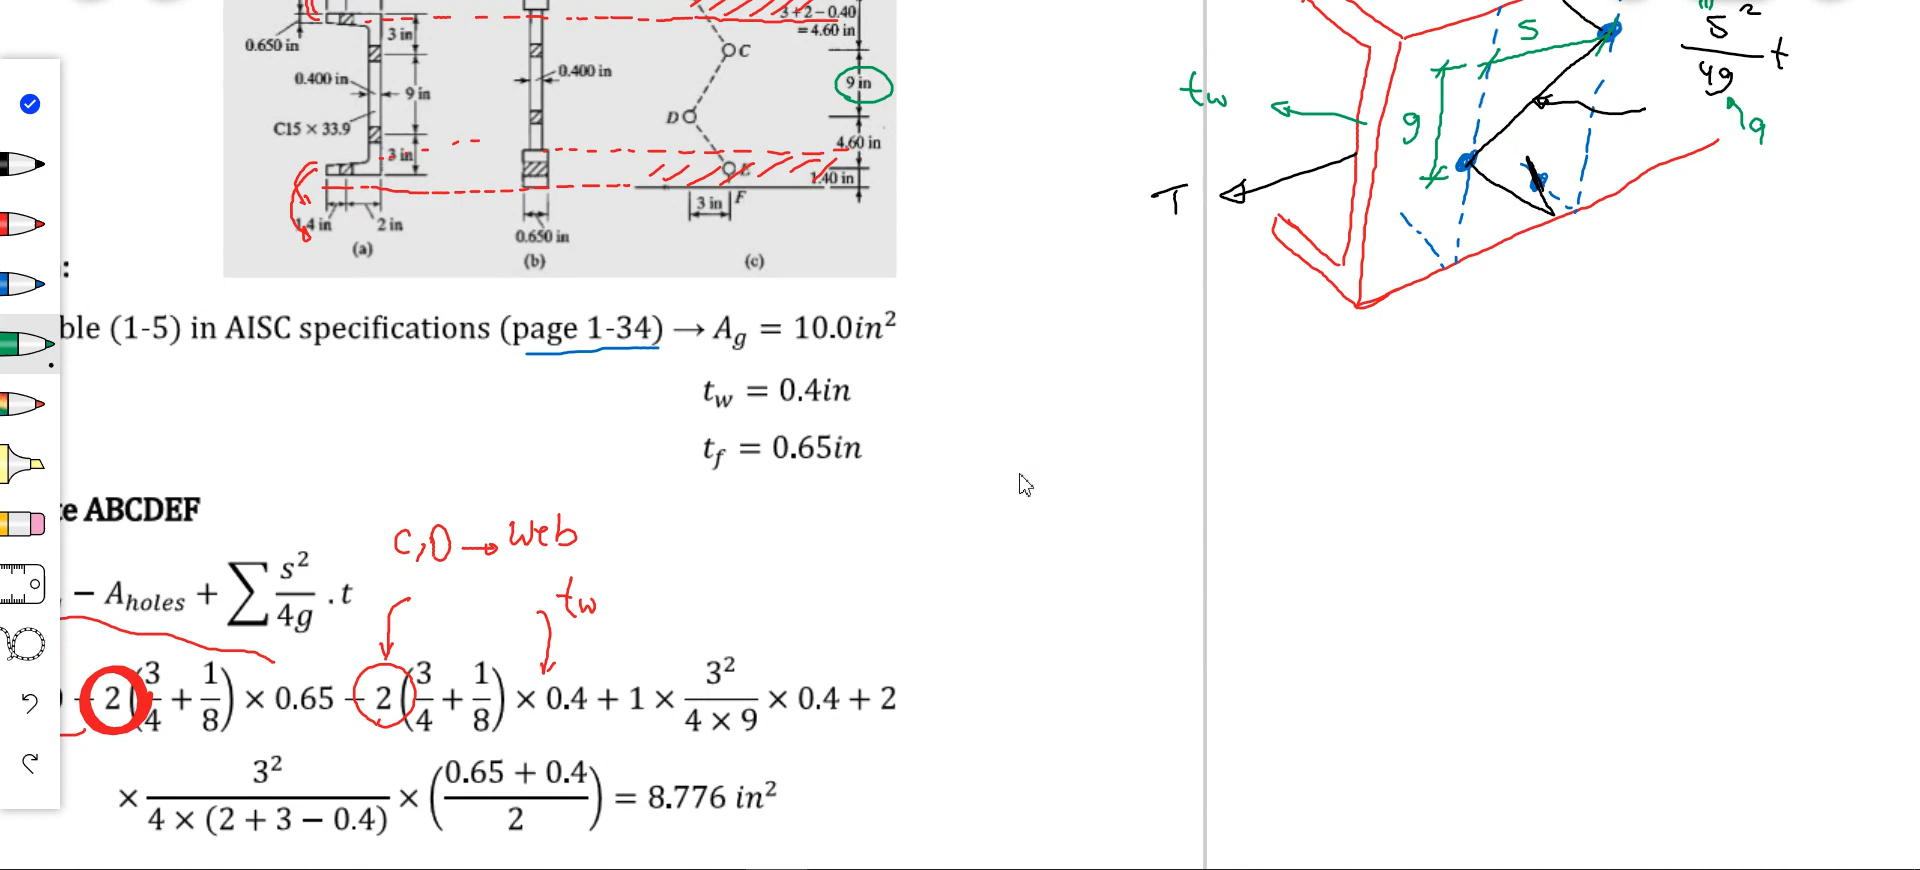 3+2−0.40
=4.60 in
3 in
0.650 in
C
0.400 in
0.400 in
9 in
9 in
D
C15 × 33.9
4.60 in
3 in
E
1.40 in
3 in
F
1.4 in
2 in
0.650 in
(a)
(b)
(c)
:
ble (1-5) in AISC specifications (page 1-34) → A_g = 10.0in²
t_w = 0.4in
t_f = 0.65in
e ABCDEF
C,D → web
− A_holes + ∑ s²/4g .t
tw
− 2(3/4 + 1/8) × 0.65 − 2(3/4 + 1/8) × 0.4 + 1 × 3²/(4 × 9) × 0.4 + 2
× 3²/(4 × (2 + 3 − 0.4)) × ((0.65 + 0.4)/2) = 8.776 in²
s
5²/4g t
tw
g
9
T